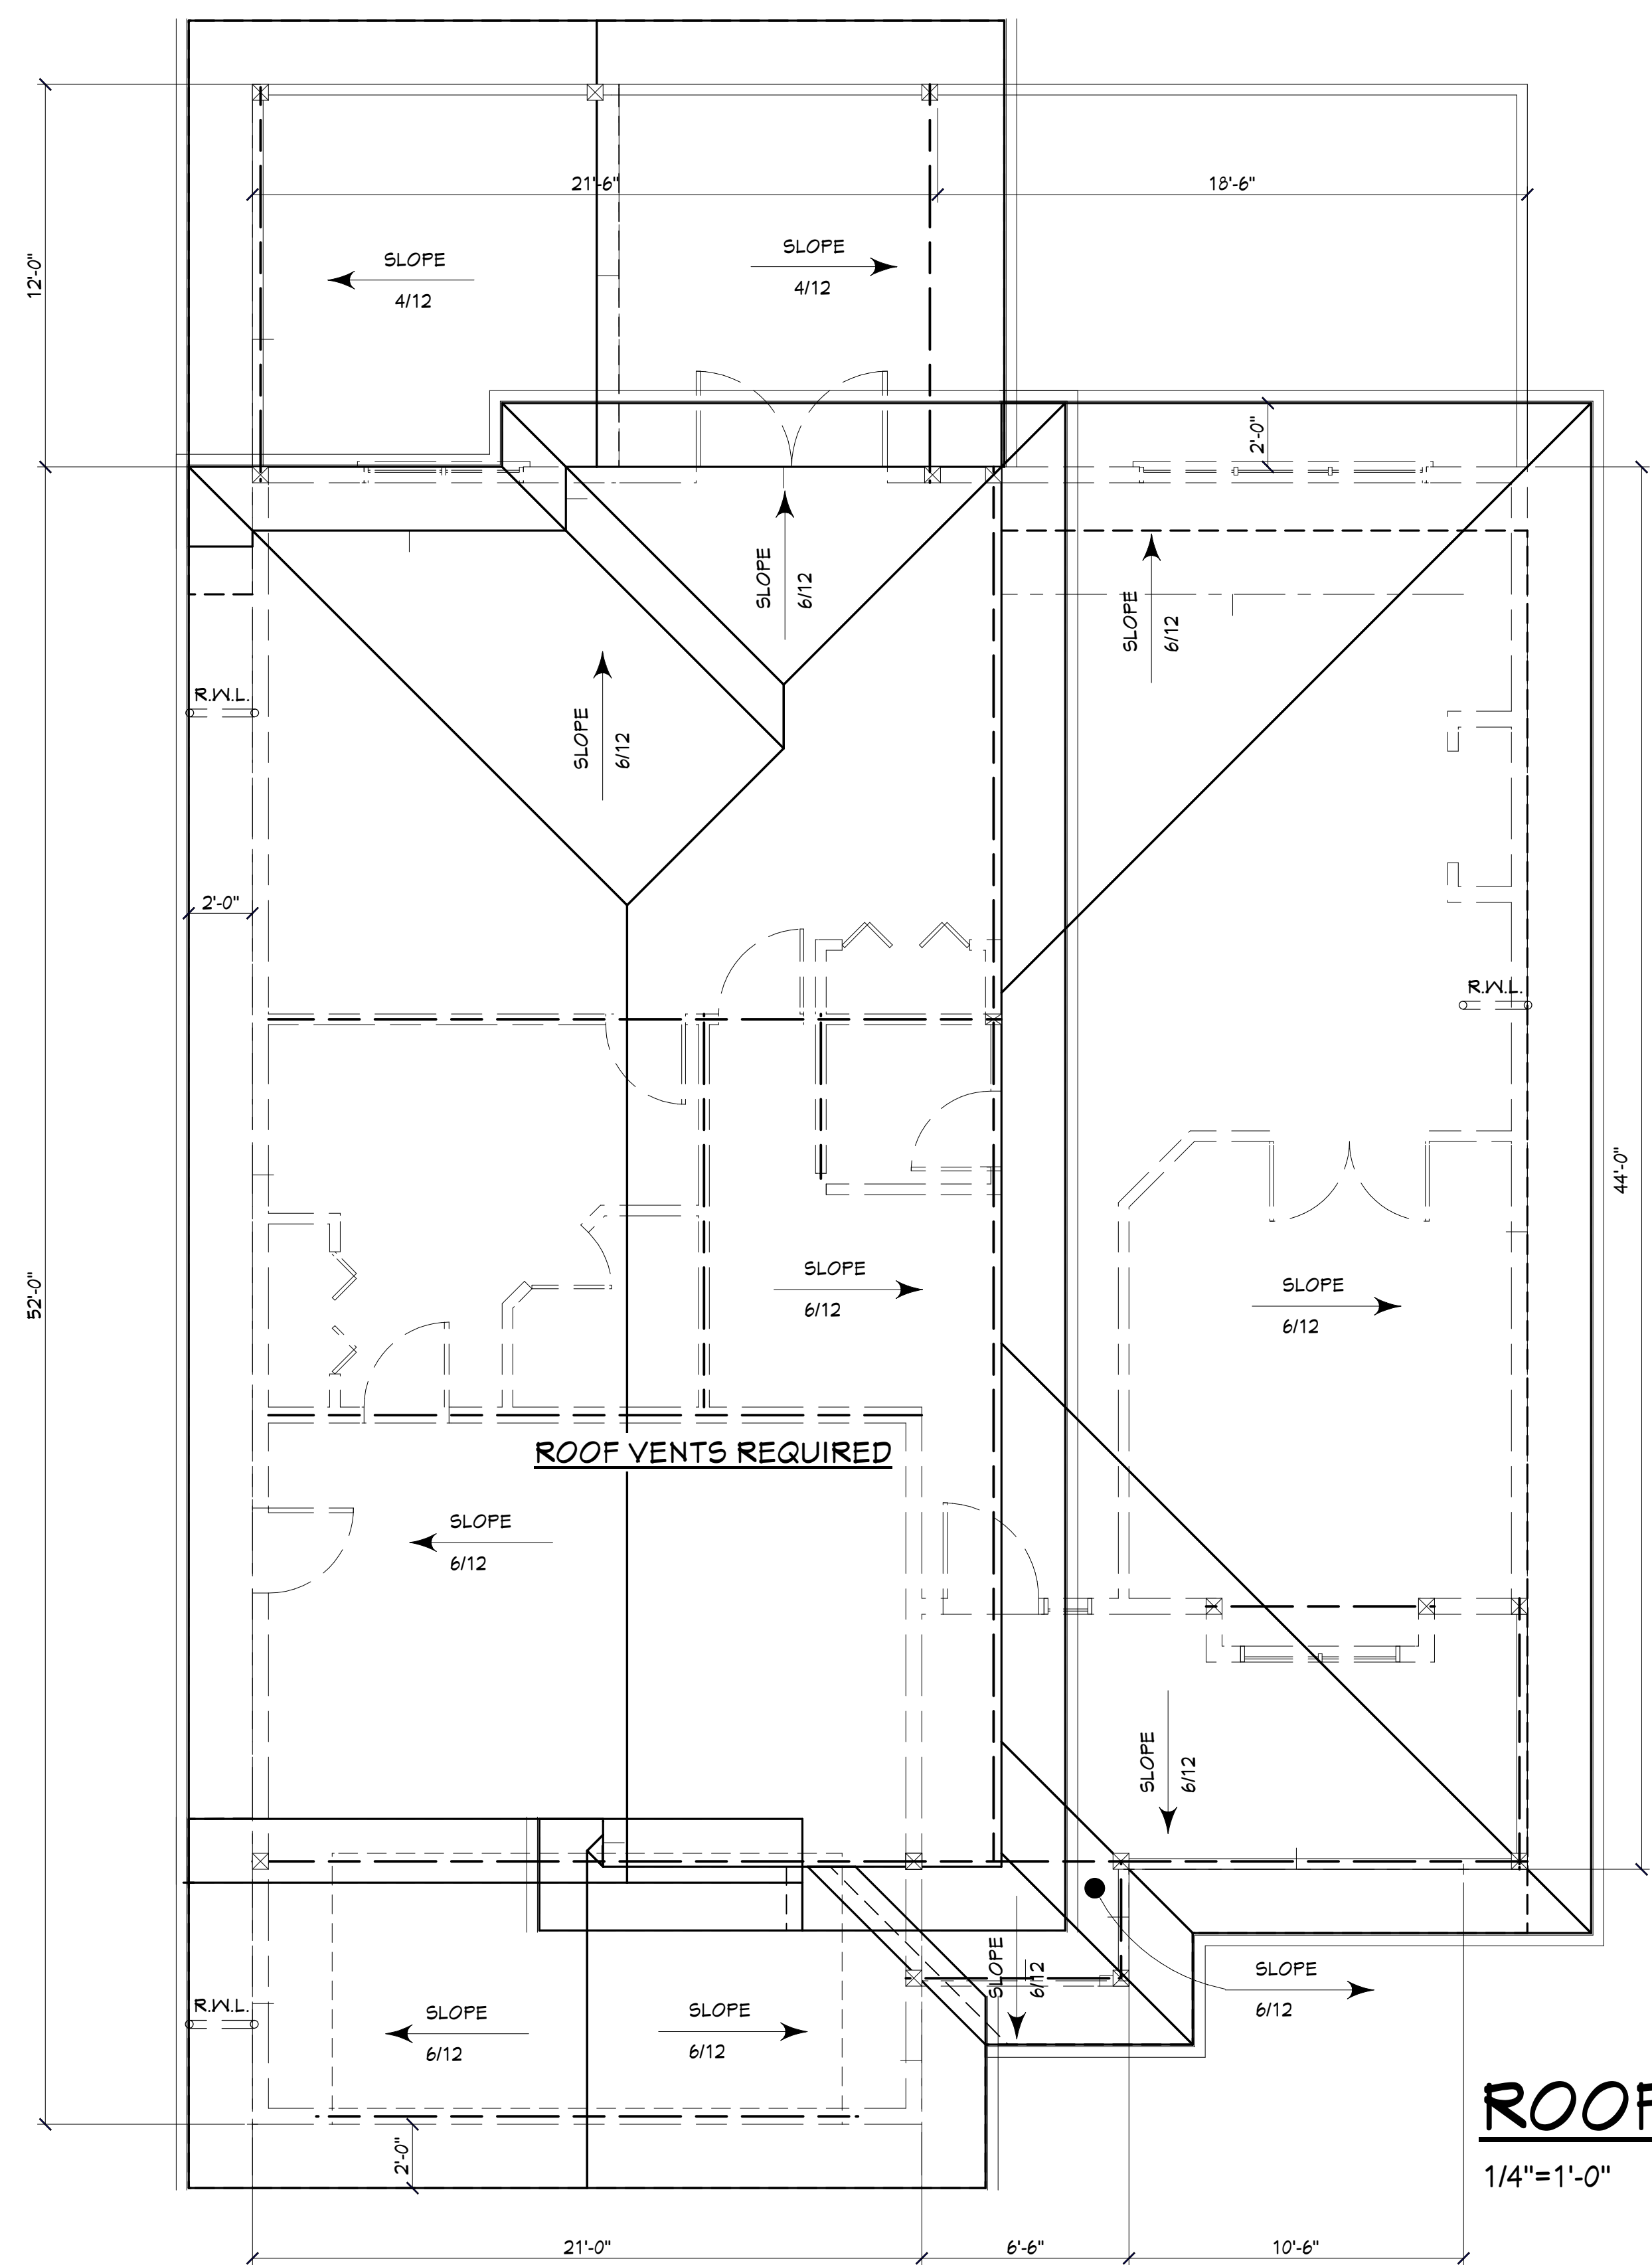 21'-6"
18'-6"
12'-0"
SLOPE
4/12
SLOPE
4/12
2'-0"
SLOPE
6/12
SLOPE
6/12
SLOPE
6/12
R.W.L.
2'-0"
R.W.L.
44'-0"
52'-0"
SLOPE
6/12
SLOPE
6/12
ROOF VENTS REQUIRED
SLOPE
6/12
SLOPE
6/12
SLOPE
6/12
SLOPE
6/12
R.W.L.
SLOPE
6/12
SLOPE
6/12
2'-0"
ROOF
1/4"=1'-0"
21'-0"
6'-6"
10'-6"